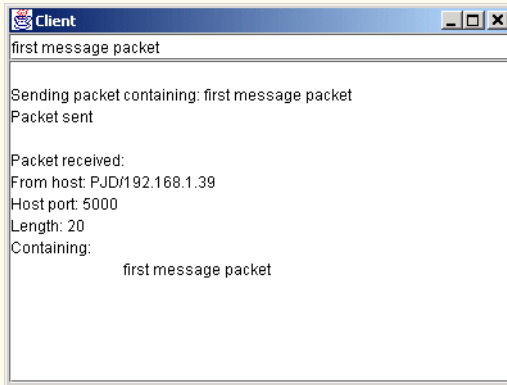 Client
first message packet
Sending packet containing: first message packet
Packet sent
Packet received:
From host: PJD/192.168.1.39
Host port: 5000
Length: 20
Containing:
first message packet